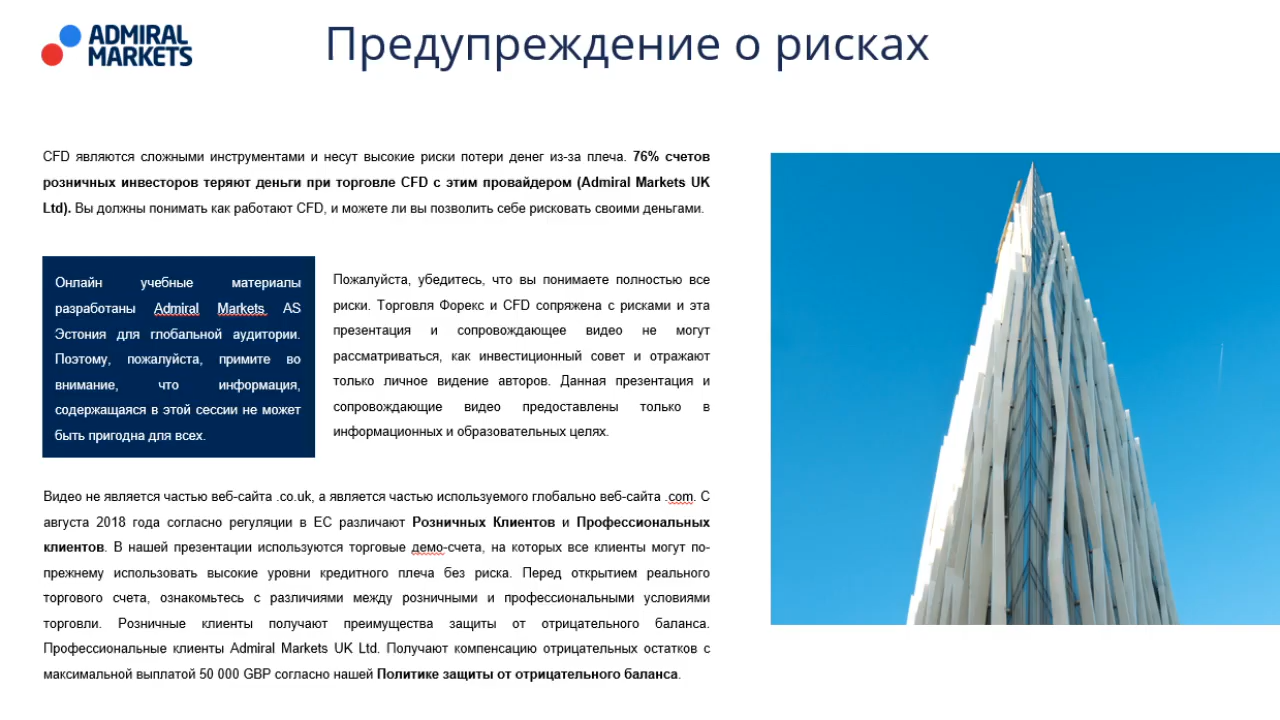 ADMIRAL
MARKETS
Предупреждение о рисках
CFD являются сложными инструментами и несут высокие риски потери денег из-за плеча. 76% счетов
розничных инвесторов теряют деньги при торговле CFD с этим провайдером (Admiral Markets UK
Ltd). Вы должны понимать как работают CFD, и можете ли вы позволить себе рисковать своими деньгами.
Онлайн учебные материалы
разработаны Admiral Markets AS
Эстония для глобальной аудитории.
Поэтому, пожалуйста, примите во
внимание, что информация,
содержащаяся в этой сессии не может
быть пригодна для всех.
Пожалуйста, убедитесь, что вы понимаете полностью все
риски. Торговля Форекс и CFD сопряжена с рисками и эта
презентация и сопровождающее видео не могут
рассматриваться, как инвестиционный совет и отражают
только личное видение авторов. Данная презентация и
сопровождающие видео предоставлены только в
информационных и образовательных целях.
Видео не является частью веб-сайта .co.uk, а является частью используемого глобально веб-сайта .com. С
августа 2018 года согласно регуляции в ЕС различают Розничных Клиентов и Профессиональных
клиентов. В нашей презентации используются торговые демо-счета, на которых все клиенты могут по-
прежнему использовать высокие уровни кредитного плеча без риска. Перед открытием реального
торгового счета, ознакомьтесь с различиями между розничными и профессиональными условиями
торговли. Розничные клиенты получают преимущества защиты от отрицательного баланса.
Профессиональные клиенты Admiral Markets UK Ltd. Получают компенсацию отрицательных остатков с
максимальной выплатой 50 000 GBP согласно нашей Политике защиты от отрицательного баланса.